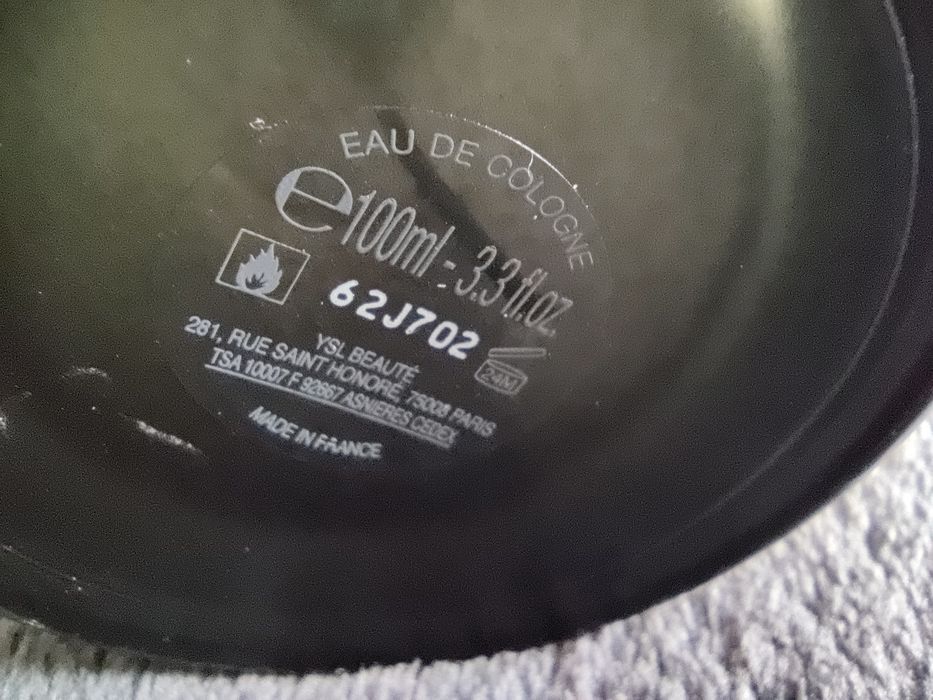 EAU DE COLOGNE
e 100ml - 3.3 fl.oz.
62J702
24M
YSL BEAUTÉ
281, RUE SAINT HONORÉ, 75008 PARIS
TSA 10007 F 92667 ASNIERES CEDEX
MADE IN FRANCE